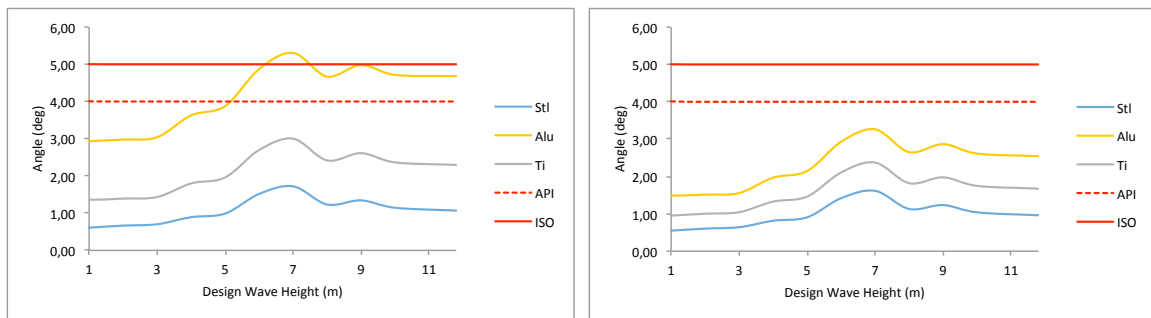 6,00
5,00
4,00
3,00
2,00
1,00
0,00
Angle (deg)
1 3 5 7 9 11
Design Wave Height (m)
Stl
Alu
Ti
API
ISO
6,00
5,00
4,00
3,00
2,00
1,00
0,00
Angle (deg)
1 3 5 7 9 11
Design Wave Height (m)
Stl
Alu
Ti
API
ISO